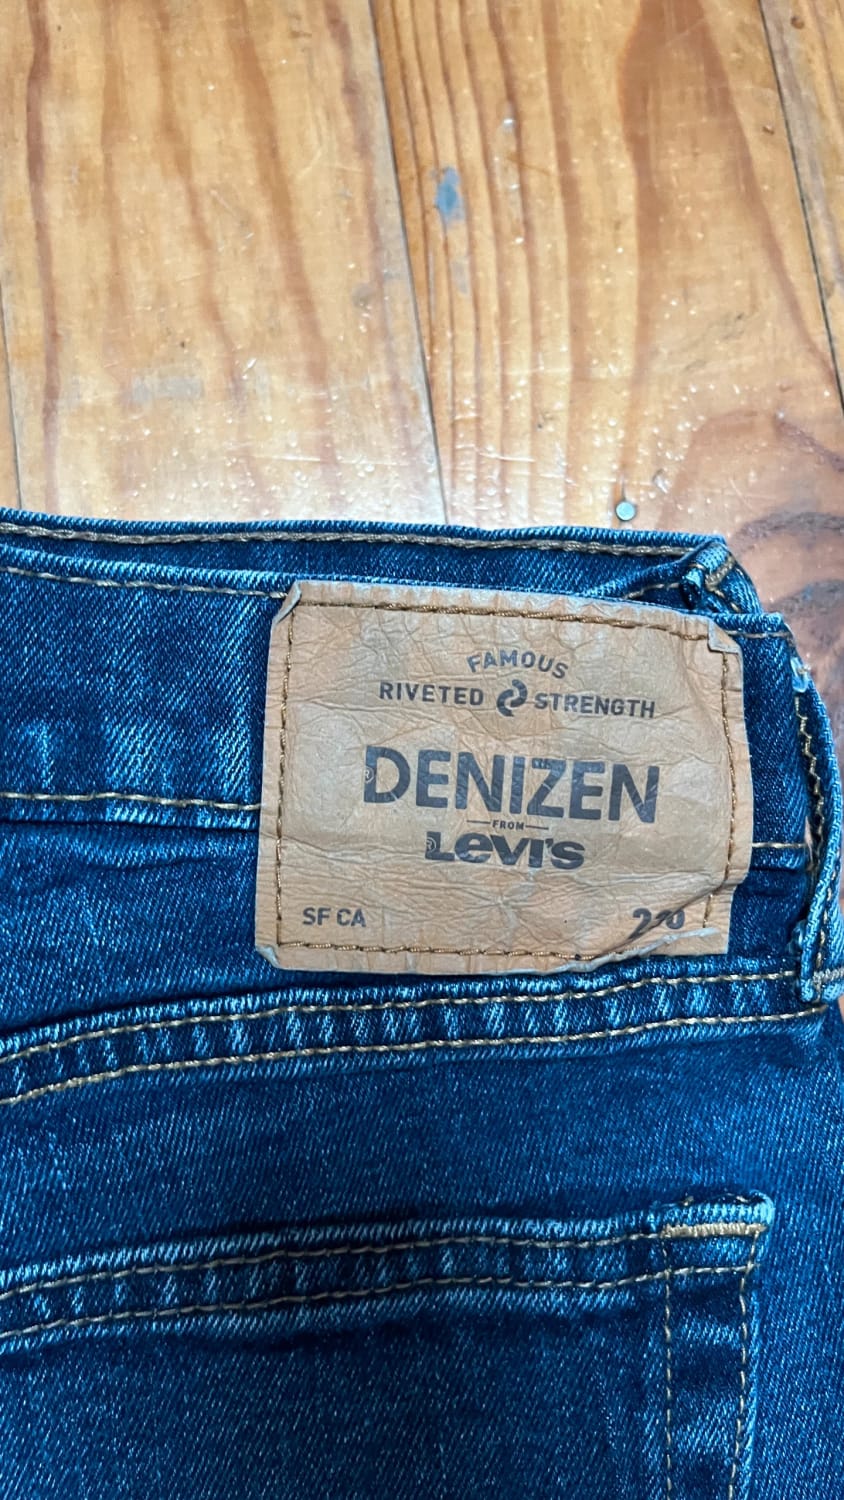 FAMOUS
RIVETED STRENGTH
®DENIZEN
FROM
®Levi's
SF CA